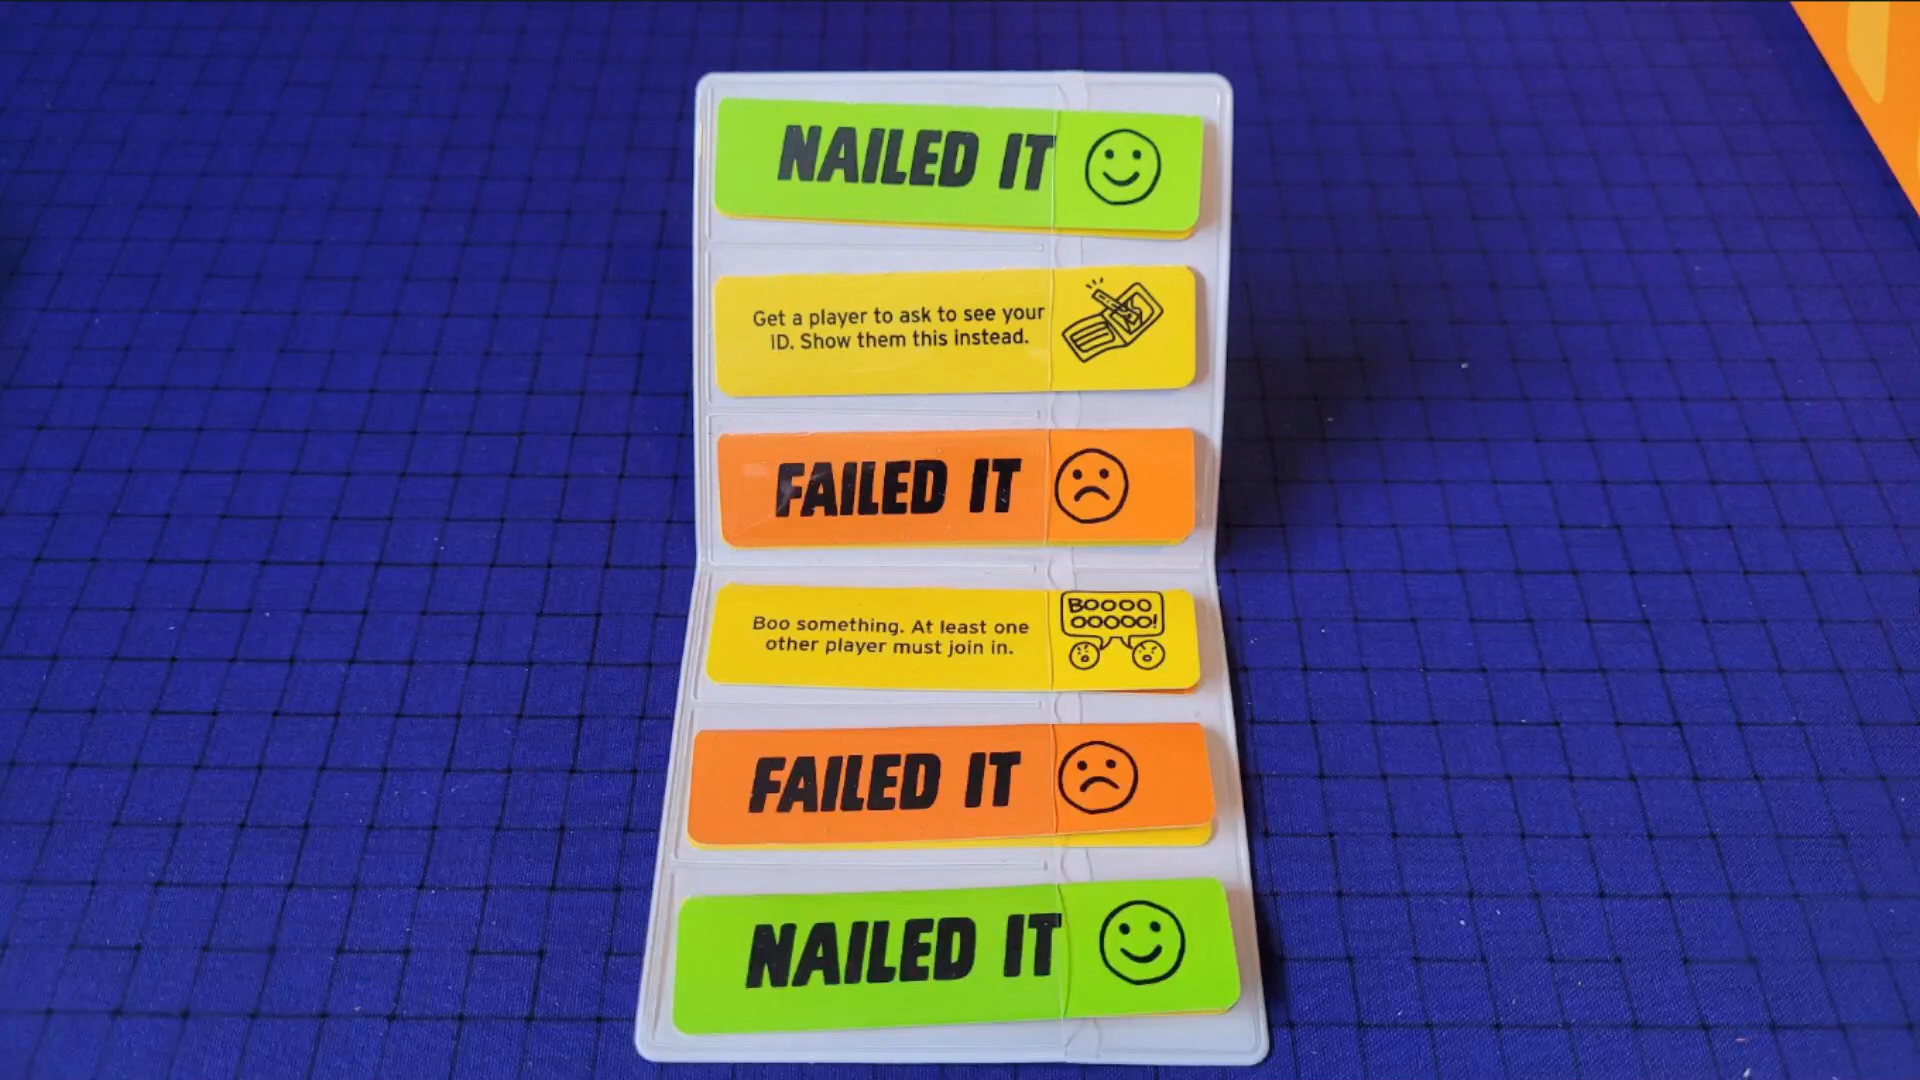 NAILED IT
Get a player to ask to see your
ID. Show them this instead.
FAILED IT
Boo something. At least one
other player must join in.
BOOOO
OOOOO!
FAILED IT
NAILED IT